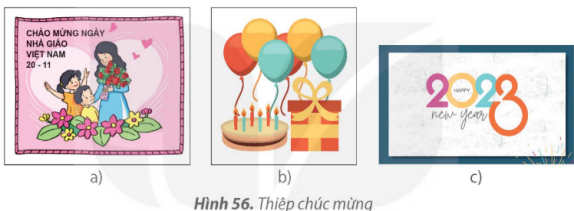 CHÀO MỪNG NGÀY
NHÀ GIÁO
VIỆT NAM
20 - 11
HAPPY
2023
new year
a)
b)
c)
Hình 56. Thiệp chúc mừng